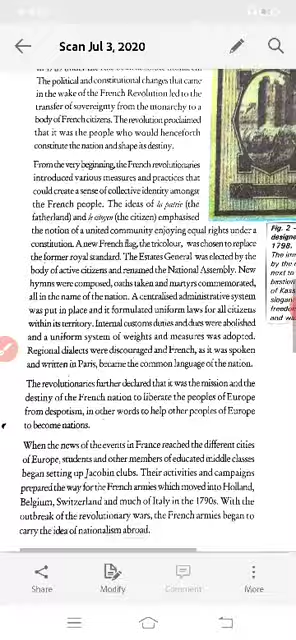 Scan Jul 3, 2020
The political and constitutional changes that came
in the wake of the French Revolution led to the
transfer of sovereignty from the monarchy to a
body of French citizens. The revolution proclaimed
that it was the people who would henceforth
constitute the nation and shape its destiny.
From the very beginning, the French revolutionaries
introduced various measures and practices that
could create a sense of collective identity amongst
the French people. The ideas of la patrie (the
fatherland) and le citoyen (the citizen) emphasised
the notion of a united community enjoying equal rights under a
constitution. A new French flag, the tricolour, was chosen to replace
the former royal standard. The Estates General was elected by the
body of active citizens and renamed the National Assembly. New
hymns were composed, oaths taken and martyrs commemorated,
all in the name of the nation. A centralised administrative system
was put in place and it formulated uniform laws for all citizens
within its territory. Internal customs duties and dues were abolished
and a uniform system of weights and measures was adopted.
Regional dialects were discouraged and French, as it was spoken
and written in Paris, became the common language of the nation.
The revolutionaries further declared that it was the mission and the
destiny of the French nation to liberate the peoples of Europe
from despotism, in other words to help other peoples of Europe
to become nations.
When the news of the events in France reached the different cities
of Europe, students and other members of educated middle classes
began setting up Jacobin clubs. Their activities and campaigns
prepared the way for the French armies which moved into Holland,
Belgium, Switzerland and much of Italy in the 1790s. With the
outbreak of the revolutionary wars, the French armies began to
carry the idea of nationalism abroad.
Fig. 2 –
designe
1798.
The im
by the
next to
of Kass
slogan
freedo
and
Share
Modify
Comment
More